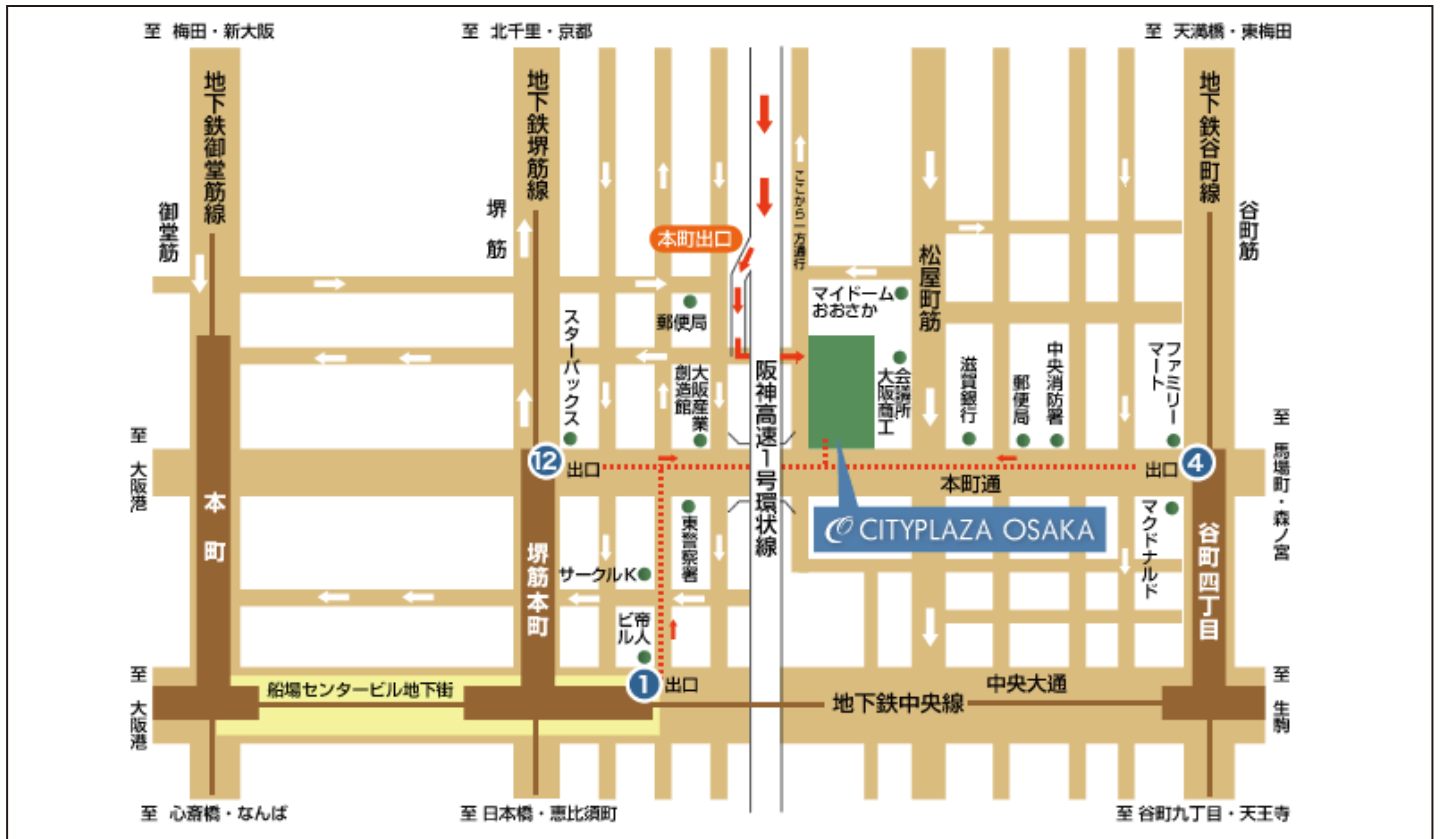 至 梅田・新大阪
至 北千里・京都
至 天満橋・東梅田
地下鉄御堂筋線
御堂筋
地下鉄堺筋線
堺筋
本町出口
ここから一方通行
松屋町筋
地下鉄谷町線
谷町筋
郵便局
マイドーム
おおさか
スターバックス
大阪産業
創造館
阪神高速1号環状線
会議所
大阪商工
滋賀銀行
郵便局
中央消防署
ファミリー
マート
至 大阪港
本町
12
出口
本町通
出口
4
至 馬場町・森ノ宮
CITYPLAZA OSAKA
東警察署
マクドナルド
堺筋本町
サークルK
谷町四丁目
帝人
ビル
至 大阪港
船場センタービル地下街
1
出口
地下鉄中央線
中央大通
至 生駒
至 心斎橋・なんば
至 日本橋・恵比須町
至 谷町九丁目・天王寺